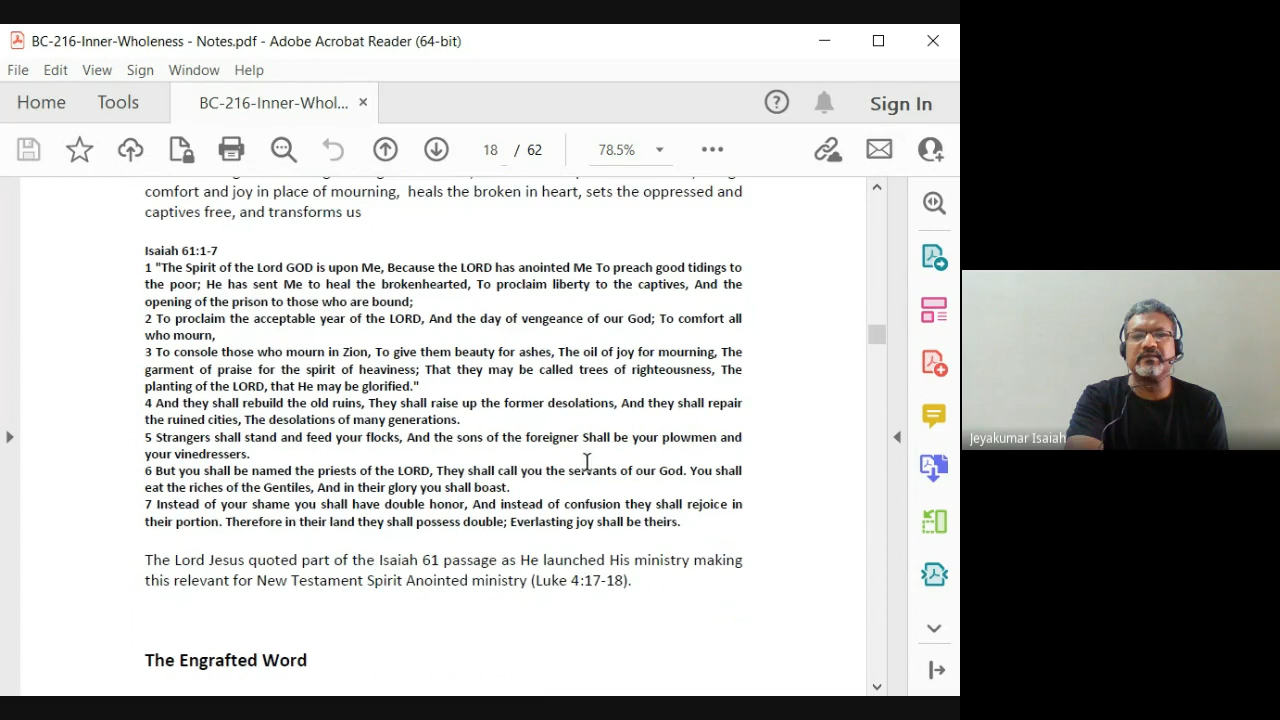 BC-216-Inner-Wholeness - Notes.pdf - Adobe Acrobat Reader (64-bit)
File Edit View Sign Window Help
Home Tools BC-216-Inner-Whol... × Sign In
18 / 62 78.5%
comfort and joy in place of mourning, heals the broken in heart, sets the oppressed and
captives free, and transforms us
Isaiah 61:1-7
1 "The Spirit of the Lord GOD is upon Me, Because the LORD has anointed Me To preach good tidings to
the poor; He has sent Me to heal the brokenhearted, To proclaim liberty to the captives, And the
opening of the prison to those who are bound;
2 To proclaim the acceptable year of the LORD, And the day of vengeance of our God; To comfort all
who mourn,
3 To console those who mourn in Zion, To give them beauty for ashes, The oil of joy for mourning, The
garment of praise for the spirit of heaviness; That they may be called trees of righteousness, The
planting of the LORD, that He may be glorified."
4 And they shall rebuild the old ruins, They shall raise up the former desolations, And they shall repair
the ruined cities, The desolations of many generations.
5 Strangers shall stand and feed your flocks, And the sons of the foreigner Shall be your plowmen and
your vinedressers.
6 But you shall be named the priests of the LORD, They shall call you the servants of our God. You shall
eat the riches of the Gentiles, And in their glory you shall boast.
7 Instead of your shame you shall have double honor, And instead of confusion they shall rejoice in
their portion. Therefore in their land they shall possess double; Everlasting joy shall be theirs.
The Lord Jesus quoted part of the Isaiah 61 passage as He launched His ministry making
this relevant for New Testament Spirit Anointed ministry (Luke 4:17-18).
The Engrafted Word
Jeyakumar Isaiah